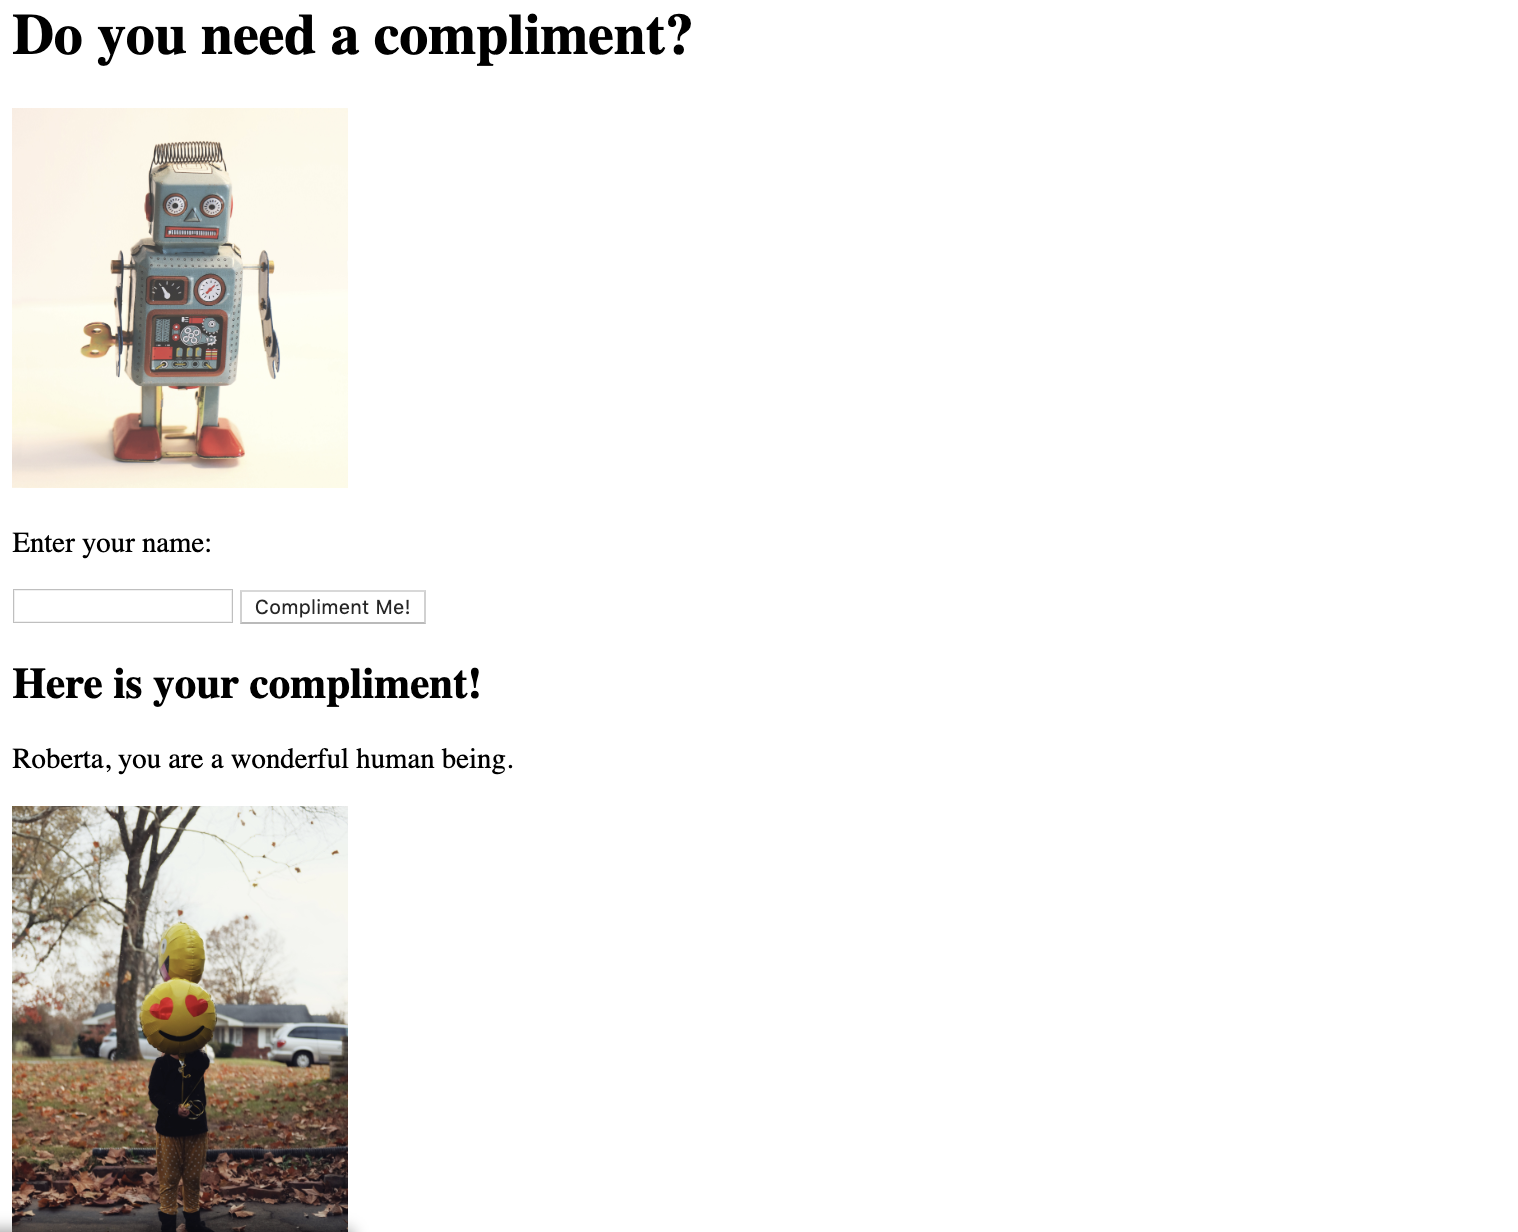 Do you need a compliment?
Enter your name:
Compliment Me!
Here is your compliment!
Roberta, you are a wonderful human being.